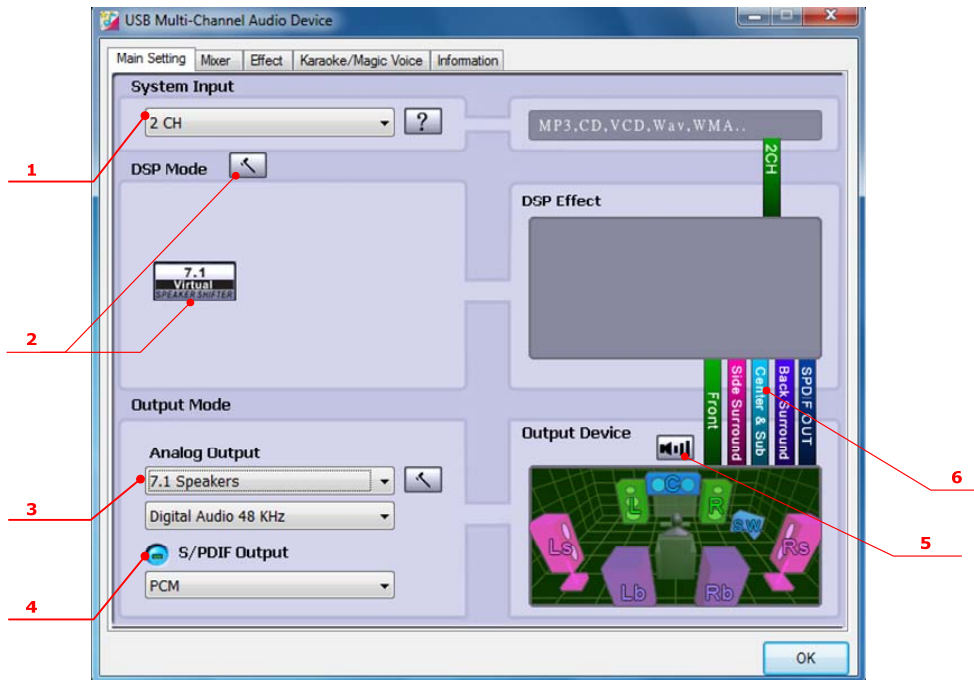 USB Multi-Channel Audio Device
Main Setting Mixer Effect Karaoke/Magic Voice Information
System Input
2 CH ?
MP3,CD,VCD,Wav,WMA..
1
DSP Mode
2CH
DSP Effect
7.1
Virtual
SPEAKER SHIFTER
2
Front
Side Surround
Center & Sub
Back Surround
SPDIF OUT
Output Mode
Output Device
Analog Output
7.1 Speakers
3
Digital Audio 48 KHz
S/PDIF Output
PCM
4
L C R
SW
Ls Rs
Lb Rb
5
6
OK